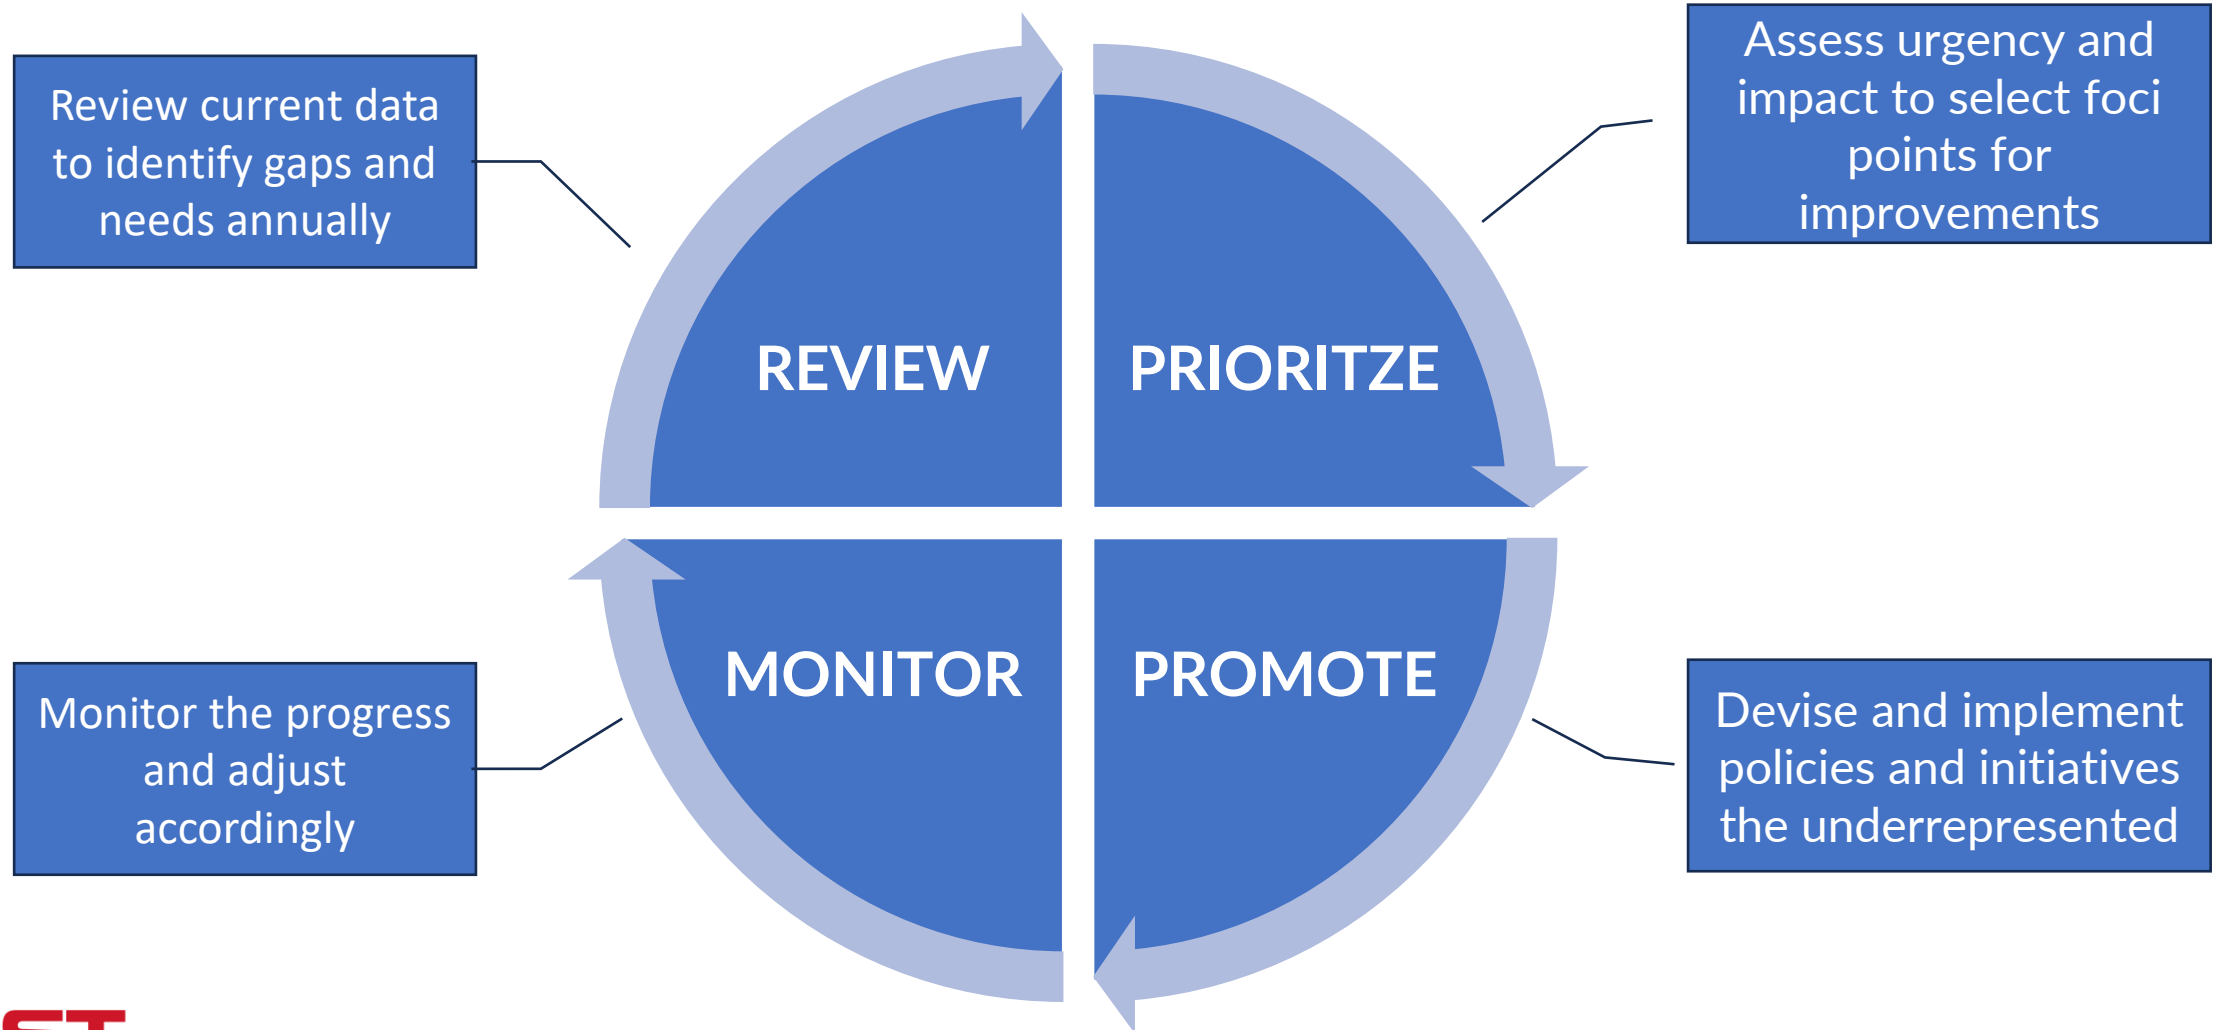 Review current data
to identify gaps and
needs annually
Assess urgency and
impact to select foci
points for
improvements
REVIEW
PRIORITZE
MONITOR
PROMOTE
Monitor the progress
and adjust
accordingly
Devise and implement
policies and initiatives
the underrepresented